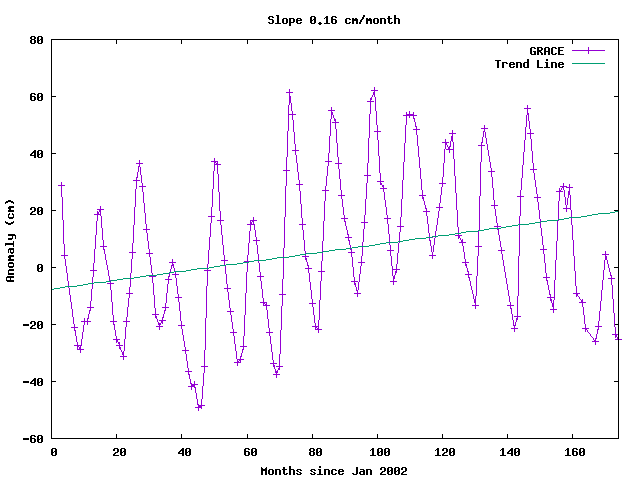 Slope 0.16 cm/month
80
60
40
20
0
-20
-40
-60
Anomaly (cm)
GRACE
Trend Line
0 20 40 60 80 100 120 140 160
Months since Jan 2002